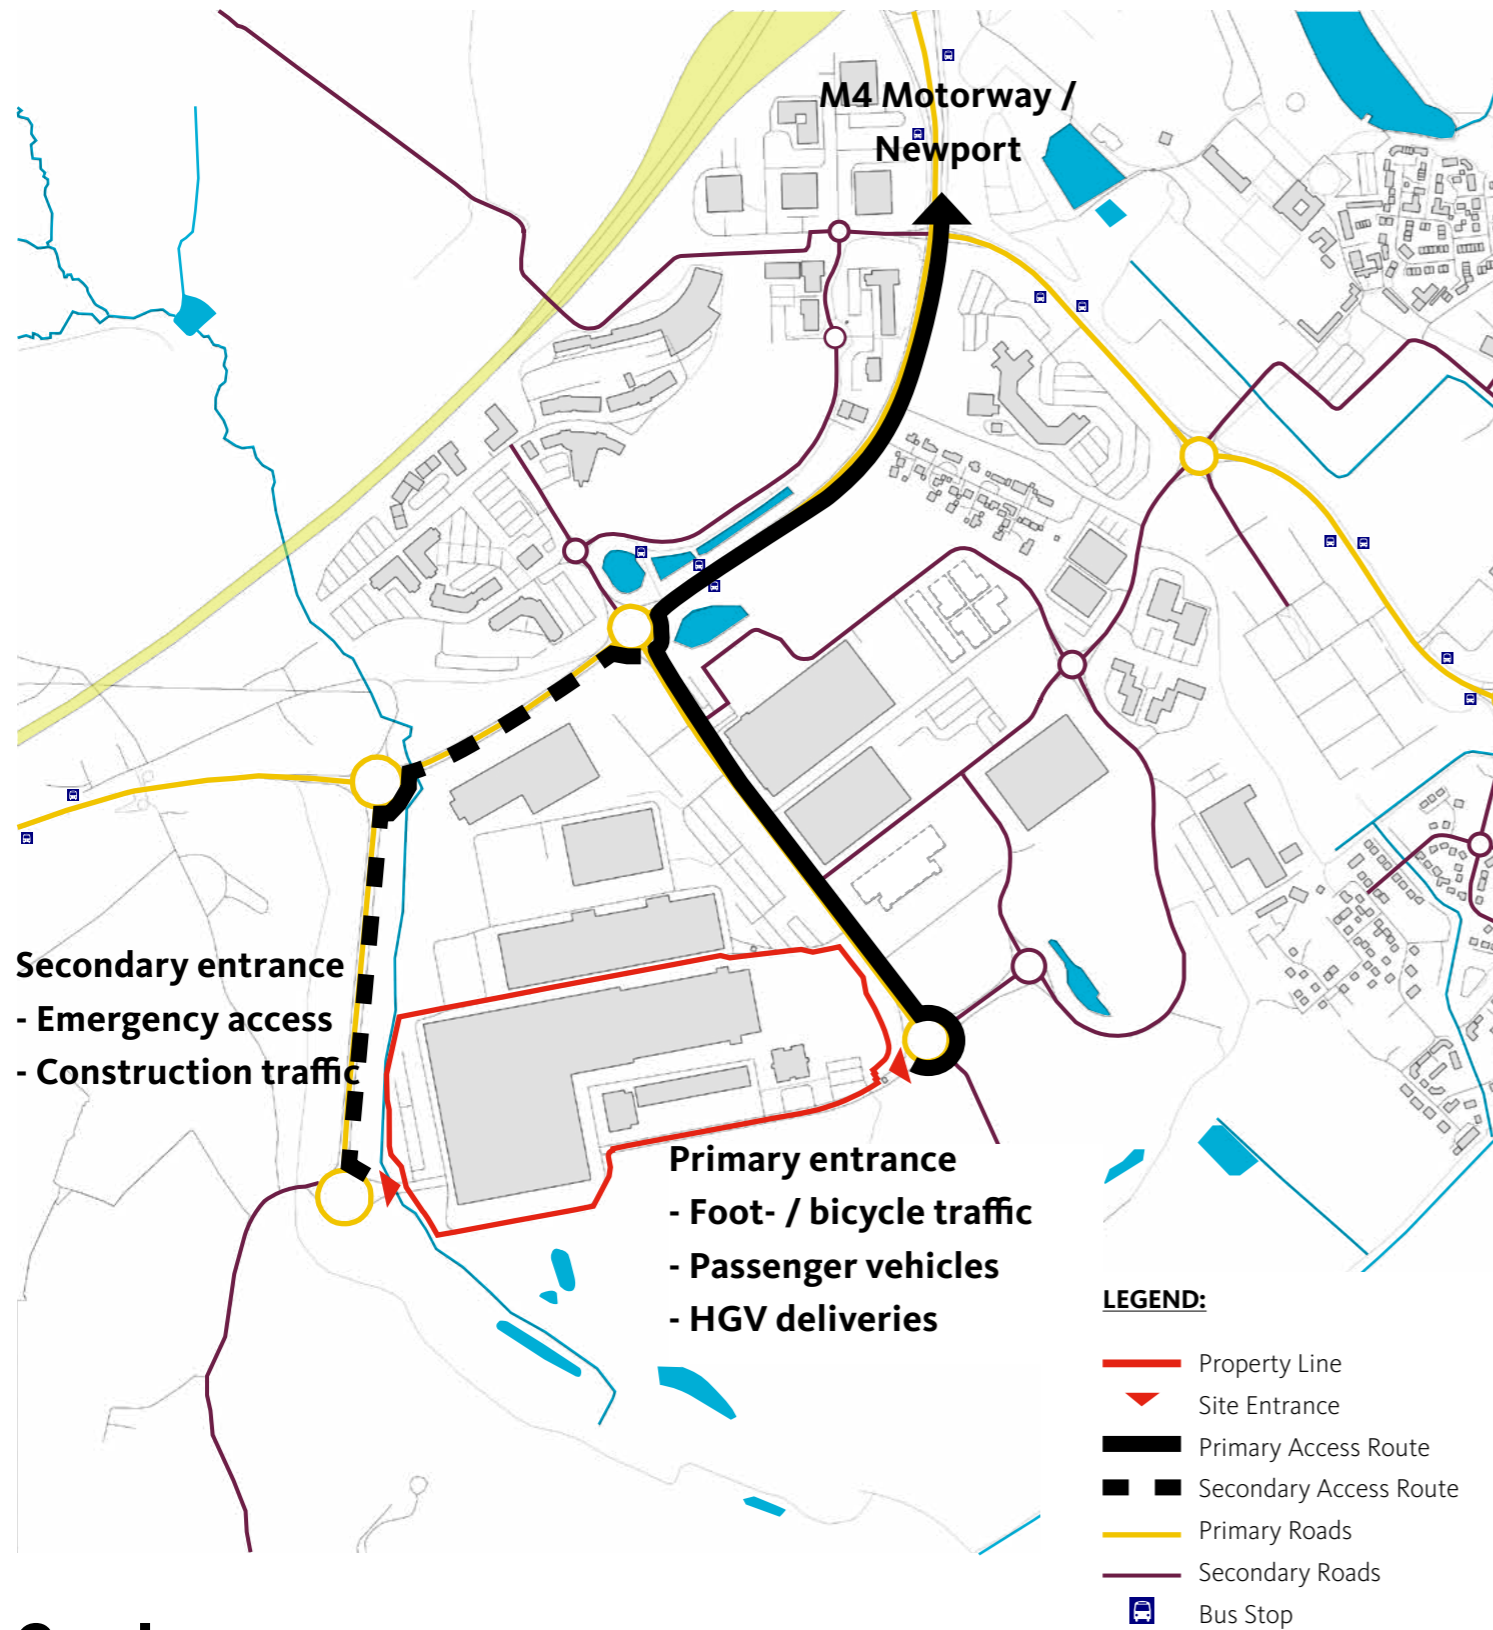 M4 Motorway /
Newport
Secondary entrance
- Emergency access
- Construction traffic
Primary entrance
- Foot- / bicycle traffic
- Passenger vehicles
- HGV deliveries
LEGEND:
Property Line
Site Entrance
Primary Access Route
Secondary Access Route
Primary Roads
Secondary Roads
Bus Stop